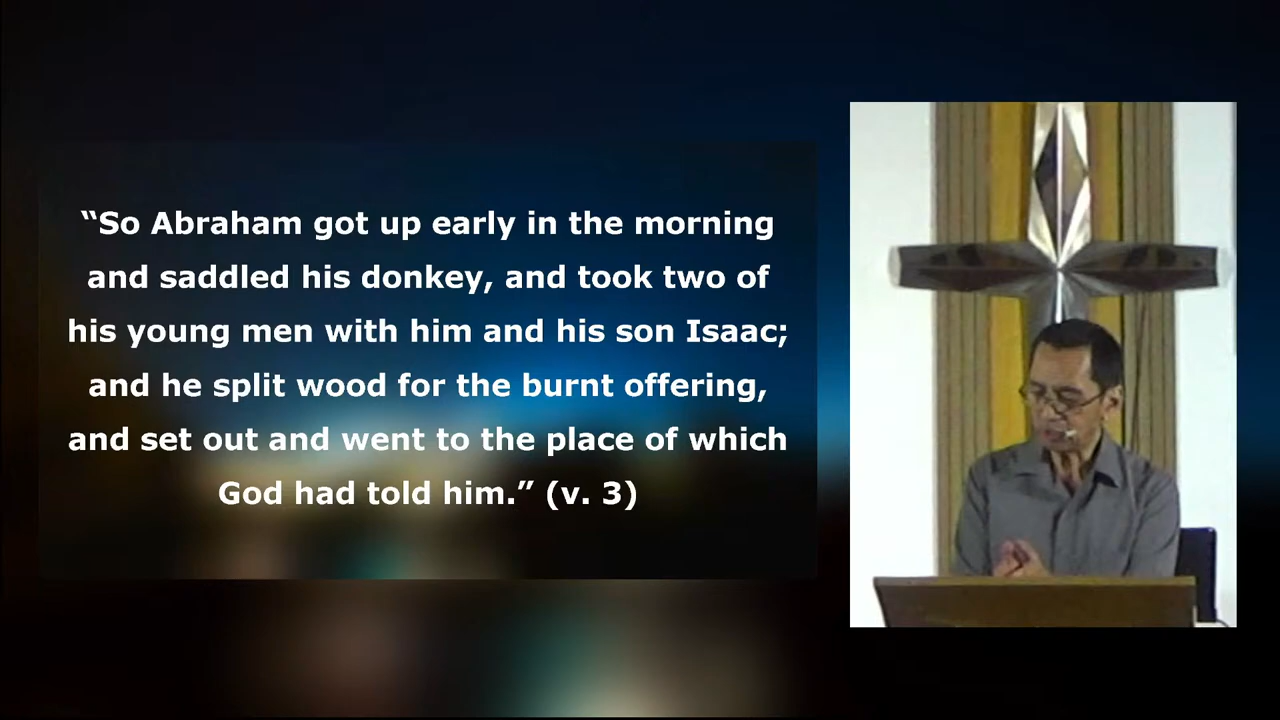 “So Abraham got up early in the morning
and saddled his donkey, and took two of
his young men with him and his son Isaac;
and he split wood for the burnt offering,
and set out and went to the place of which
God had told him.” (v. 3)